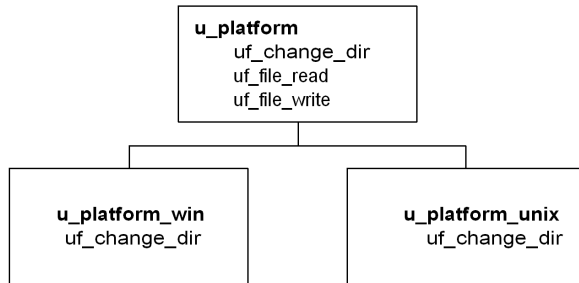 u_platform
uf_change_dir
uf_file_read
uf_file_write
u_platform_win
uf_change_dir
u_platform_unix
uf_change_dir